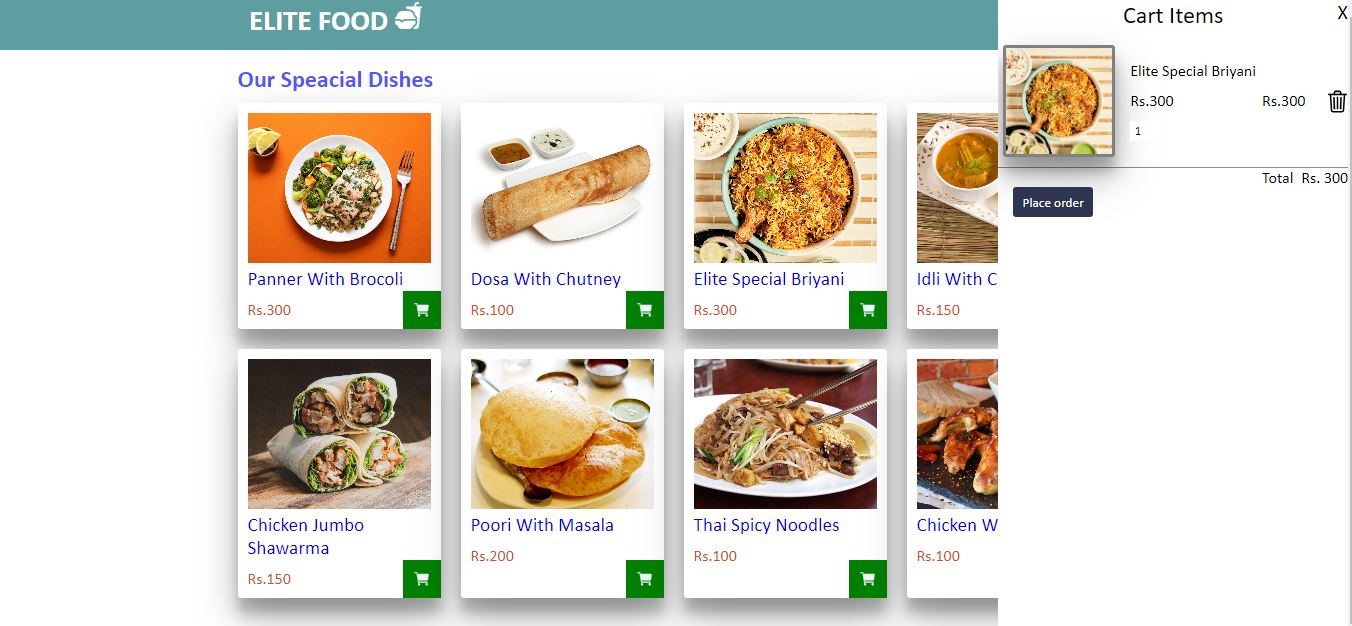 ELITE FOOD
Our Speacial Dishes
Panner With Brocoli
Rs.300
Dosa With Chutney
Rs.100
Elite Special Briyani
Rs.300
Idli With C
Rs.150
Chicken Jumbo
Shawarma
Rs.150
Poori With Masala
Rs.200
Thai Spicy Noodles
Rs.100
Chicken W
Rs.100
Cart Items
X
Elite Special Briyani
Rs.300 Rs.300
1
Total Rs. 300
Place order